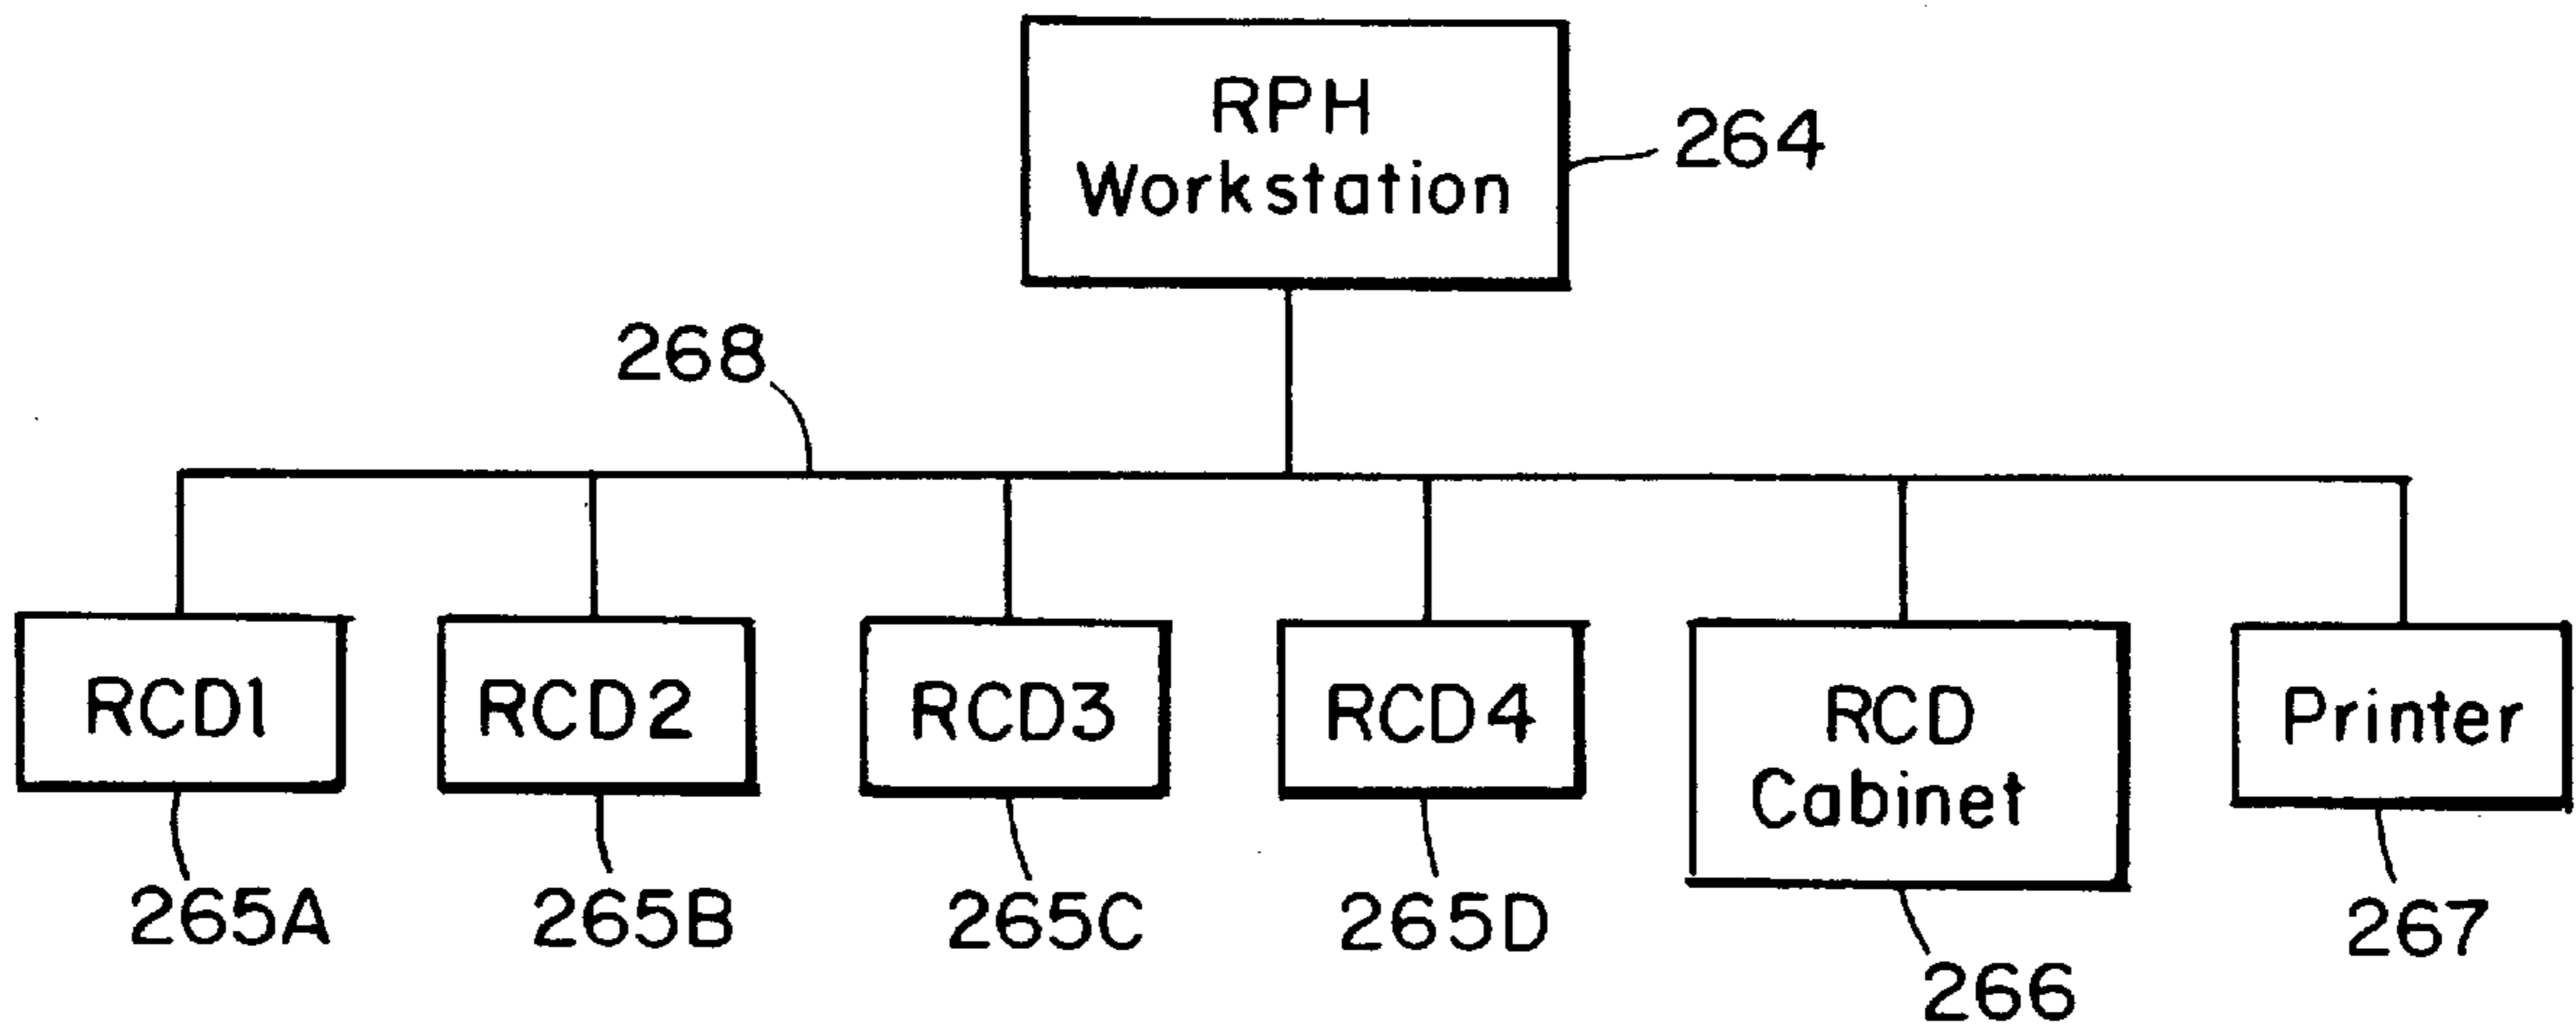 RPH
Workstation
264
268
RCD1
RCD2
RCD3
RCD4
RCD
Cabinet
Printer
265A
265B
265C
265D
266
267